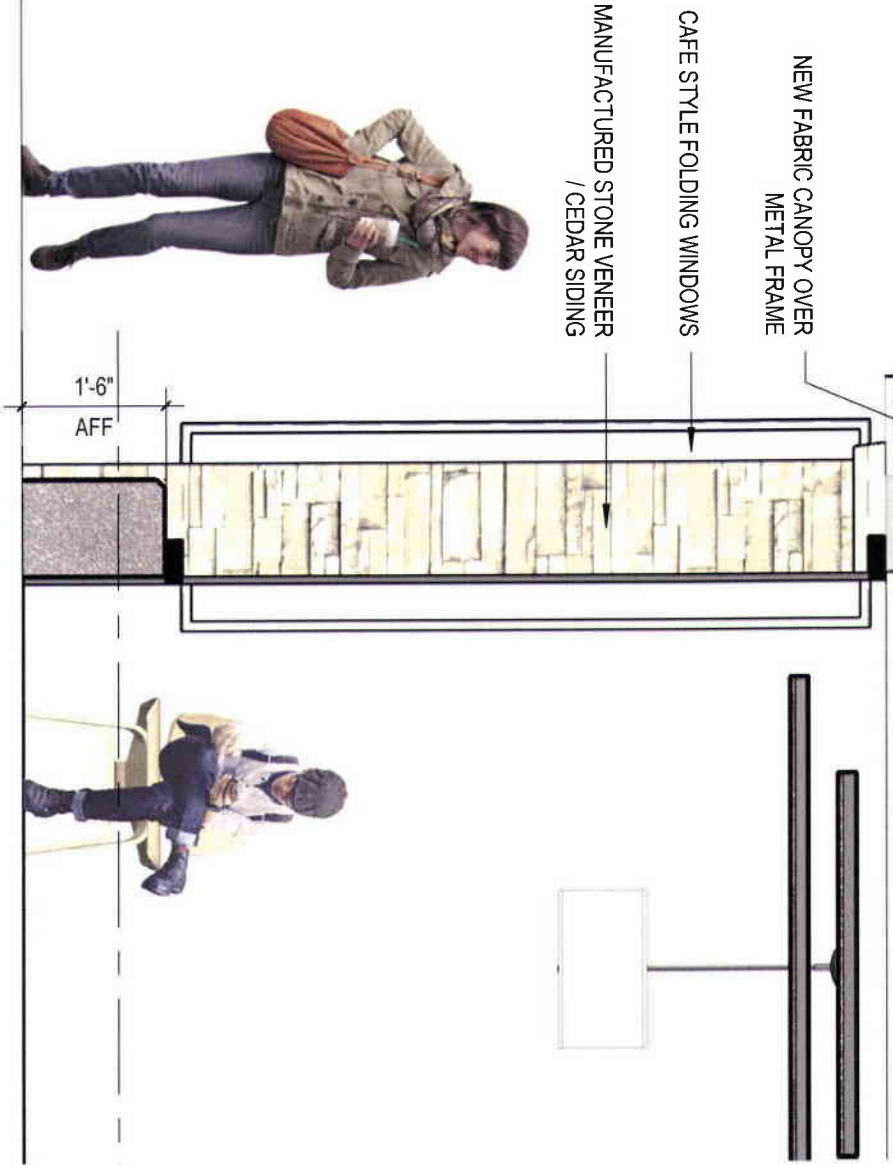 NEW FABRIC CANOPY OVER
METAL FRAME
CAFE STYLE FOLDING WINDOWS
MANUFACTURED STONE VENEER
/ CEDAR SIDING
1'-6"
AFF